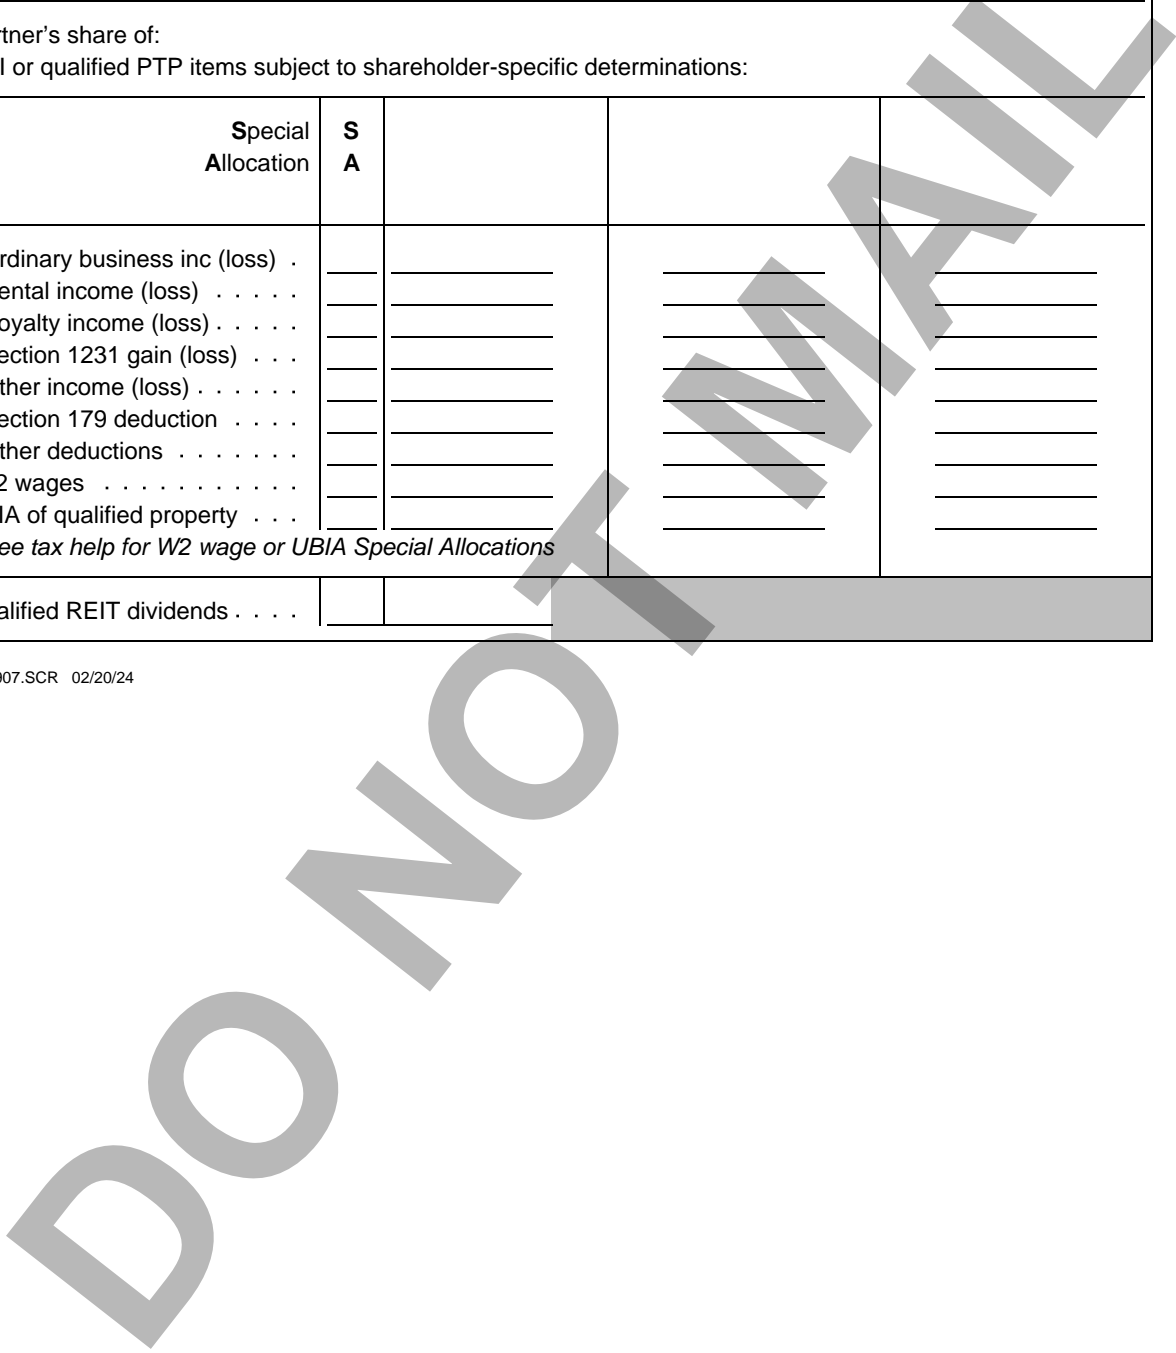 rtner's share of:
I or qualified PTP items subject to shareholder-specific determinations:
Special S
Allocation A
rdinary business inc (loss) .
ental income (loss) . . . . .
oyalty income (loss) . . . . .
ection 1231 gain (loss) . . .
ther income (loss) . . . . . .
ection 179 deduction . . . .
ther deductions . . . . . . .
2 wages . . . . . . . . . . .
IA of qualified property . . .
ee tax help for W2 wage or UBIA Special Allocations
alified REIT dividends . . . .
907.SCR 02/20/24
DO NOT MAIL